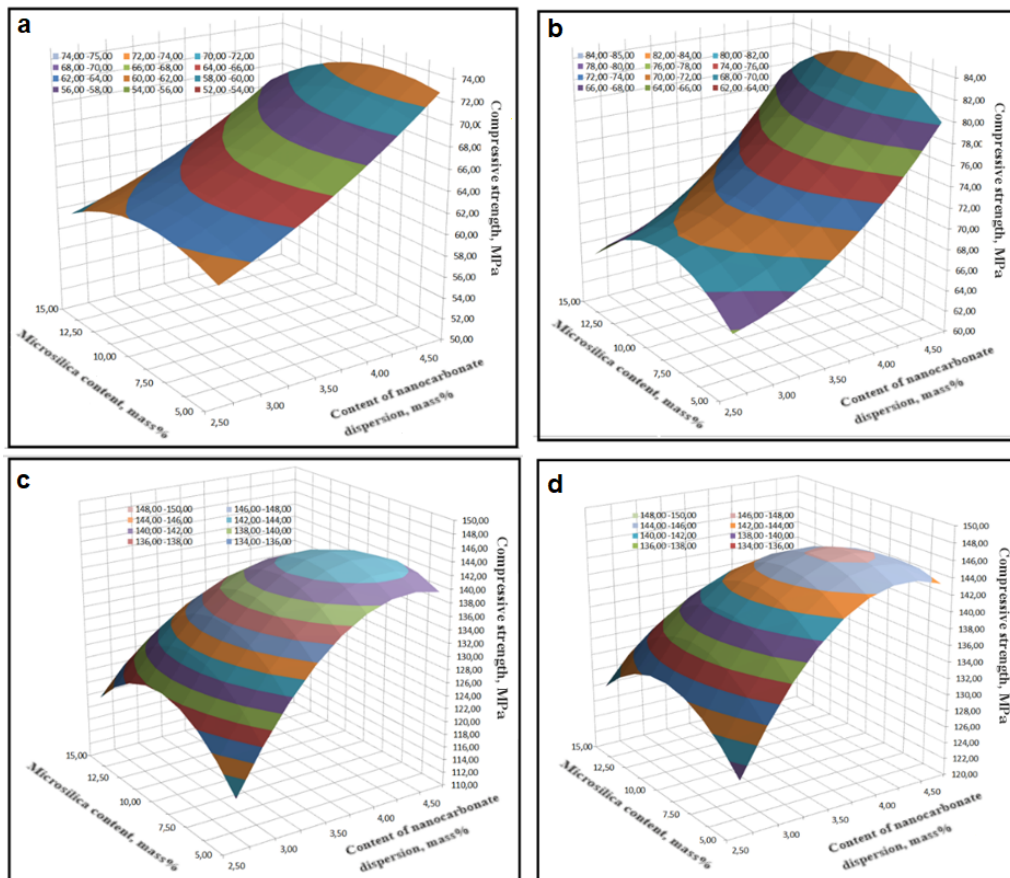 a
74,00 -75,00 72,00 -74,00 70,00 -72,00
68,00 -70,00 66,00 -68,00 64,00 -66,00
62,00 -64,00 60,00 -62,00 58,00 -60,00
56,00 -58,00 54,00 -56,00 52,00 -54,00
74,00
72,00
70,00
68,00
66,00
64,00
62,00
60,00
58,00
56,00
54,00
52,00
50,00
Compressive strength, MPa
15,00
12,50
10,00
7,50
5,00
Microsilica content, mass%
2,50
3,00
3,50
4,00
4,50
Content of nanocarbonate
dispersion, mass%
b
84,00 -85,00 82,00 -84,00 80,00 -82,00
78,00 -80,00 76,00 -78,00 74,00 -76,00
72,00 -74,00 70,00 -72,00 68,00 -70,00
66,00 -68,00 64,00 -66,00 62,00 -64,00
84,00
82,00
80,00
78,00
76,00
74,00
72,00
70,00
68,00
66,00
64,00
62,00
60,00
Compressive strength, MPa
15,00
12,50
10,00
7,50
5,00
Microsilica content, mass%
2,50
3,00
3,50
4,00
4,50
Content of nanocarbonate
dispersion, mass%
c
148,00 -150,00 146,00 -148,00
144,00 -146,00 142,00 -144,00
140,00 -142,00 138,00 -140,00
136,00 -138,00 134,00 -136,00
150,00
148,00
146,00
144,00
142,00
140,00
138,00
136,00
134,00
132,00
130,00
128,00
126,00
124,00
122,00
120,00
118,00
116,00
114,00
112,00
110,00
Compressive strength, MPa
15,00
12,50
10,00
7,50
5,00
Microsilica content, mass%
2,50
3,00
3,50
4,00
4,50
Content of nanocarbonate
dispersion, mass%
d
148,00 -150,00 146,00 -148,00
144,00 -146,00 142,00 -144,00
140,00 -142,00 138,00 -140,00
136,00 -138,00 134,00 -136,00
150,00
148,00
146,00
144,00
142,00
140,00
138,00
136,00
134,00
132,00
130,00
128,00
126,00
124,00
122,00
120,00
Compressive strength, MPa
15,00
12,50
10,00
7,50
5,00
Microsilica content, mass%
2,50
3,00
3,50
4,00
4,50
Content of nanocarbonate
dispersion, mass%